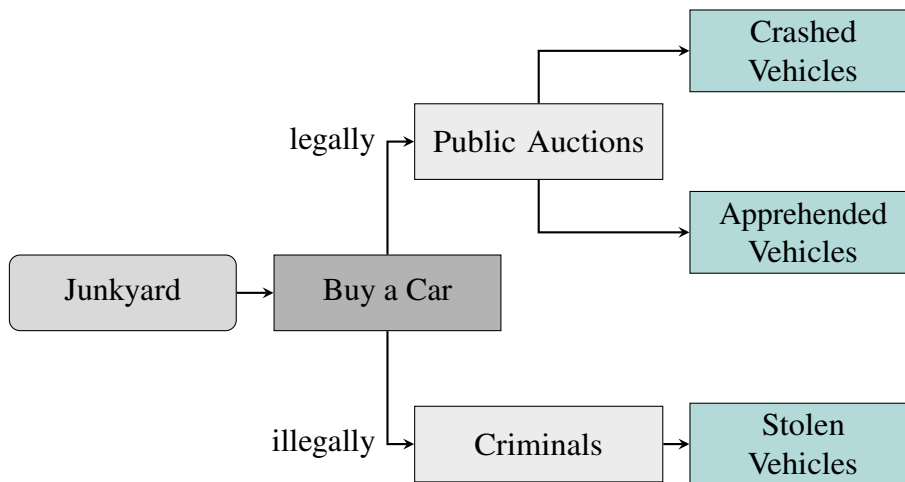 Crashed
Vehicles
legally
Public Auctions
Apprehended
Vehicles
Junkyard
Buy a Car
illegally
Criminals
Stolen
Vehicles